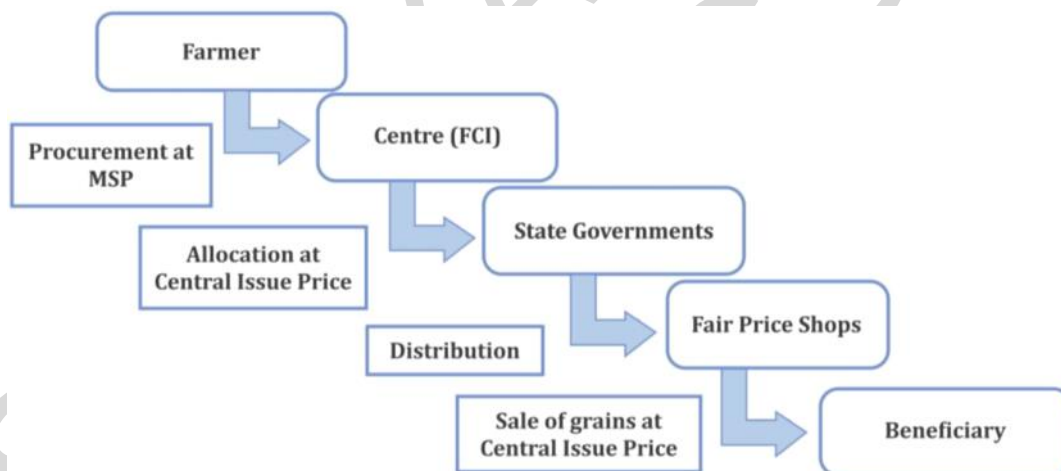 Farmer
Procurement at
MSP
Centre (FCI)
Allocation at
Central Issue Price
State Governments
Distribution
Fair Price Shops
Sale of grains at
Central Issue Price
Beneficiary